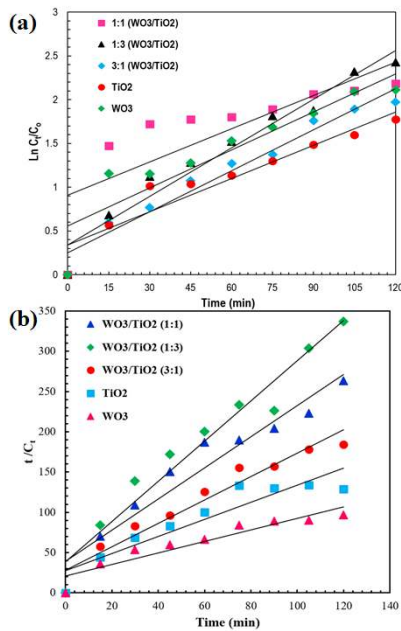 (a)
1:1 (WO3/TiO2)
1:3 (WO3/TiO2)
3:1 (WO3/TiO2)
TiO2
WO3
3
2.5
2
1.5
1
0.5
0
Ln Ct/Co
0 15 30 45 60 75 90 105 120
Time (min)
(b)
WO3/TiO2 (1:1)
WO3/TiO2 (1:3)
WO3/TiO2 (3:1)
TiO2
WO3
350
300
250
200
150
100
50
0
t /Ct
0 20 40 60 80 100 120 140
Time (min)